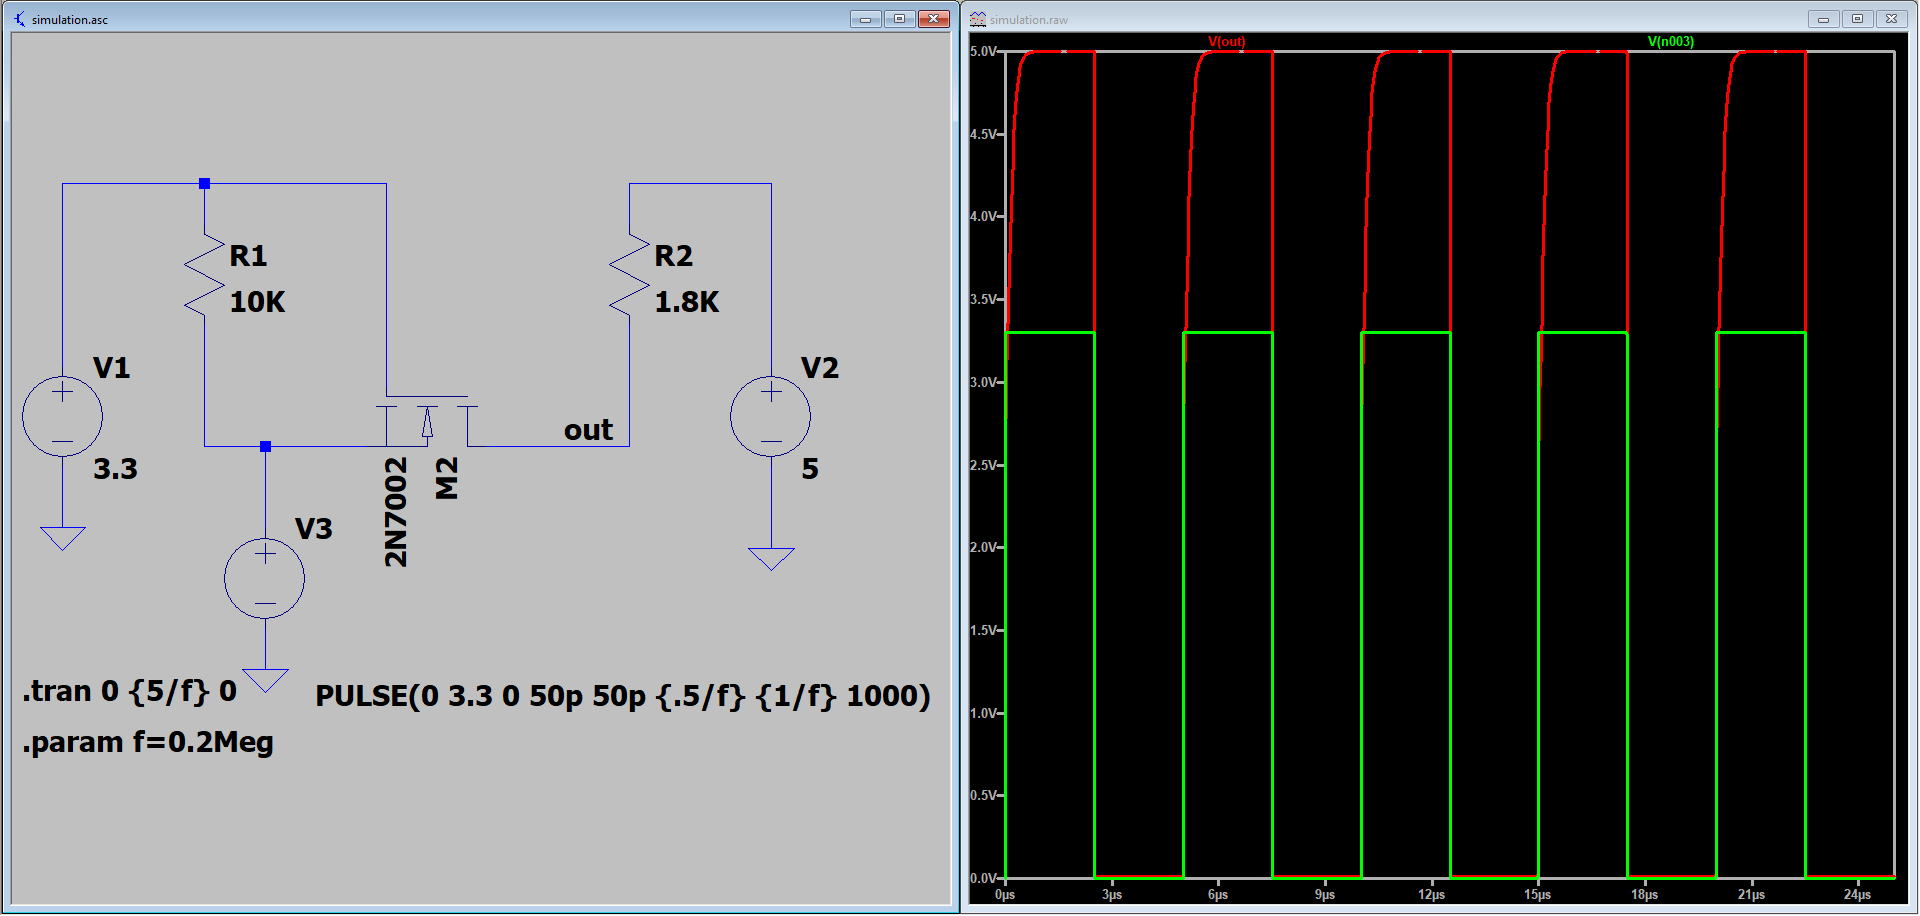 simulation.asc
R1
10K
R2
1.8K
V1
3.3
V2
5
out
2N7002
M2
V3
.tran 0 {5/f} 0
PULSE(0 3.3 0 50p 50p {.5/f} {1/f} 1000)
.param f=0.2Meg
simulation.raw
V(out)
V(n003)
5.0V
4.5V
4.0V
3.5V
3.0V
2.5V
2.0V
1.5V
1.0V
0.5V
0.0V
0µs
3µs
6µs
9µs
12µs
15µs
18µs
21µs
24µs